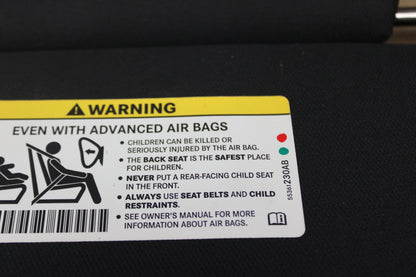 ⚠ WARNING
EVEN WITH ADVANCED AIR BAGS
• CHILDREN CAN BE KILLED OR
SERIOUSLY INJURED BY THE AIR BAG.
• THE BACK SEAT IS THE SAFEST PLACE
FOR CHILDREN.
• NEVER PUT A REAR-FACING CHILD SEAT
IN THE FRONT.
• ALWAYS USE SEAT BELTS AND CHILD
RESTRAINTS.
• SEE OWNER'S MANUAL FOR MORE
INFORMATION ABOUT AIR BAGS.
55361230AB